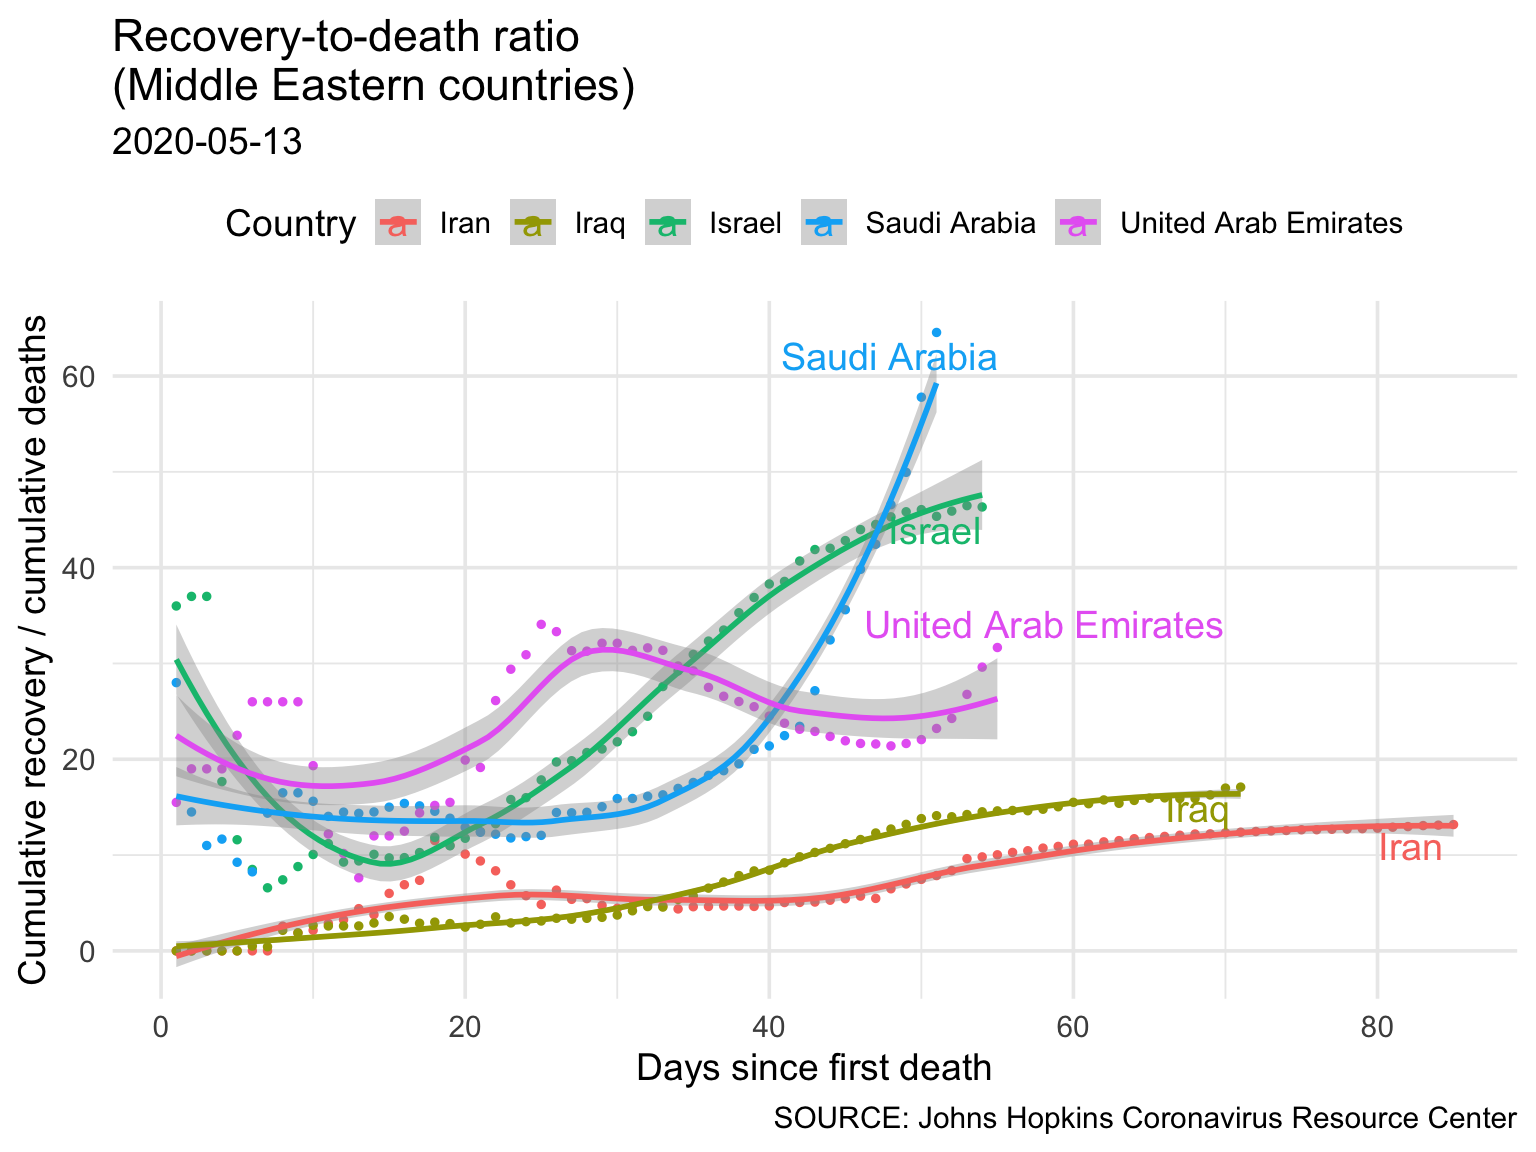 Recovery-to-death ratio
(Middle Eastern countries)
2020-05-13
Country a Iran a Iraq a Israel a Saudi Arabia a United Arab Emirates
Cumulative recovery / cumulative deaths
60
40
20
0
Saudi Arabia
Israel
United Arab Emirates
Iraq
Iran
0 20 40 60 80
Days since first death
SOURCE: Johns Hopkins Coronavirus Resource Center